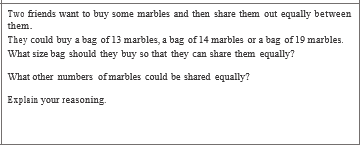 Two friends want to buy some marbles and then share them out equally between
them.
They could buy a bag of 13 marbles, a bag of 14 marbles or a bag of 19 marbles.
What size bag should they buy so that they can share them equally?
What other numbers of marbles could be shared equally?
Explain your reasoning.